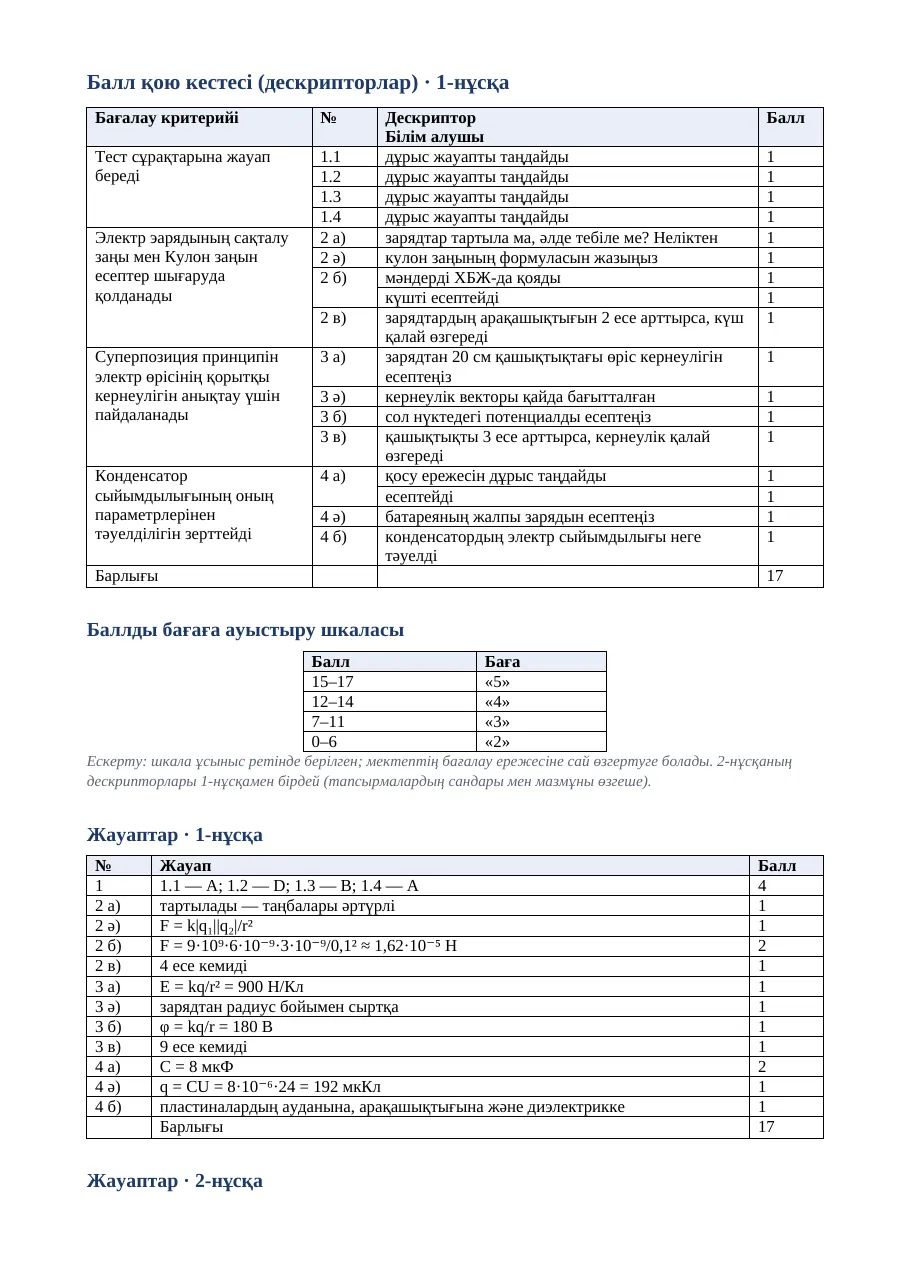 Балл қою кестесі (дескрипторлар) · 1-нұсқа
Бағалау критерийі № Дескриптор Балл
Білім алушы
Тест сұрақтарына жауап 1.1 дұрыс жауапты таңдайды 1
береді 1.2 дұрыс жауапты таңдайды 1
1.3 дұрыс жауапты таңдайды 1
1.4 дұрыс жауапты таңдайды 1
Электр эарядының сақталу 2 а) зарядтар тартыла ма, әлде тебіле ме? Неліктен 1
заңы мен Кулон заңын 2 ә) кулон заңының формуласын жазыңыз 1
есептер шығаруда 2 б) мәндерді ХБЖ-да қояды 1
қолданады күшті есептейді 1
2 в) зарядтардың арақашықтығын 2 есе арттырса, күш 1
қалай өзгереді
Суперпозиция принципін 3 а) зарядтан 20 см қашықтықтағы өріс кернеулігін 1
электр өрісінің қорытқы есептеңіз
кернеулігін анықтау үшін 3 ә) кернеулік векторы қайда бағытталған 1
пайдаланады 3 б) сол нүктедегі потенциалды есептеңіз 1
3 в) қашықтықты 3 есе арттырса, кернеулік қалай 1
өзгереді
Конденсатор 4 а) қосу ережесін дұрыс таңдайды 1
сыйымдылығының оның есептейді 1
параметрлерінен 4 ә) батареяның жалпы зарядын есептеңіз 1
тәуелділігін зерттейді 4 б) конденсатордың электр сыйымдылығы неге 1
тәуелді
Барлығы 17
Баллды бағаға ауыстыру шкаласы
Балл Баға
15–17 «5»
12–14 «4»
7–11 «3»
0–6 «2»
Ескерту: шкала ұсыныс ретінде берілген; мектептің бағалау ережесіне сай өзгертуге болады. 2-нұсқаның
дескрипторлары 1-нұсқамен бірдей (тапсырмалардың сандары мен мазмұны өзгеше).
Жауаптар · 1-нұсқа
№ Жауап Балл
1 1.1 — A; 1.2 — D; 1.3 — B; 1.4 — A 4
2 а) тартылады — таңбалары әртүрлі 1
2 ә) F = k|q₁||q₂|/r² 1
2 б) F = 9·10⁹·6·10⁻⁹·3·10⁻⁹/0,1² ≈ 1,62·10⁻⁵ Н 2
2 в) 4 есе кемиді 1
3 а) E = kq/r² = 900 Н/Кл 1
3 ә) зарядтан радиус бойымен сыртқа 1
3 б) φ = kq/r = 180 В 1
3 в) 9 есе кемиді 1
4 а) C = 8 мкФ 2
4 ә) q = CU = 8·10⁻⁶·24 = 192 мкКл 1
4 б) пластиналардың ауданына, арақашықтығына және диэлектрикке 1
Барлығы 17
Жауаптар · 2-нұсқа